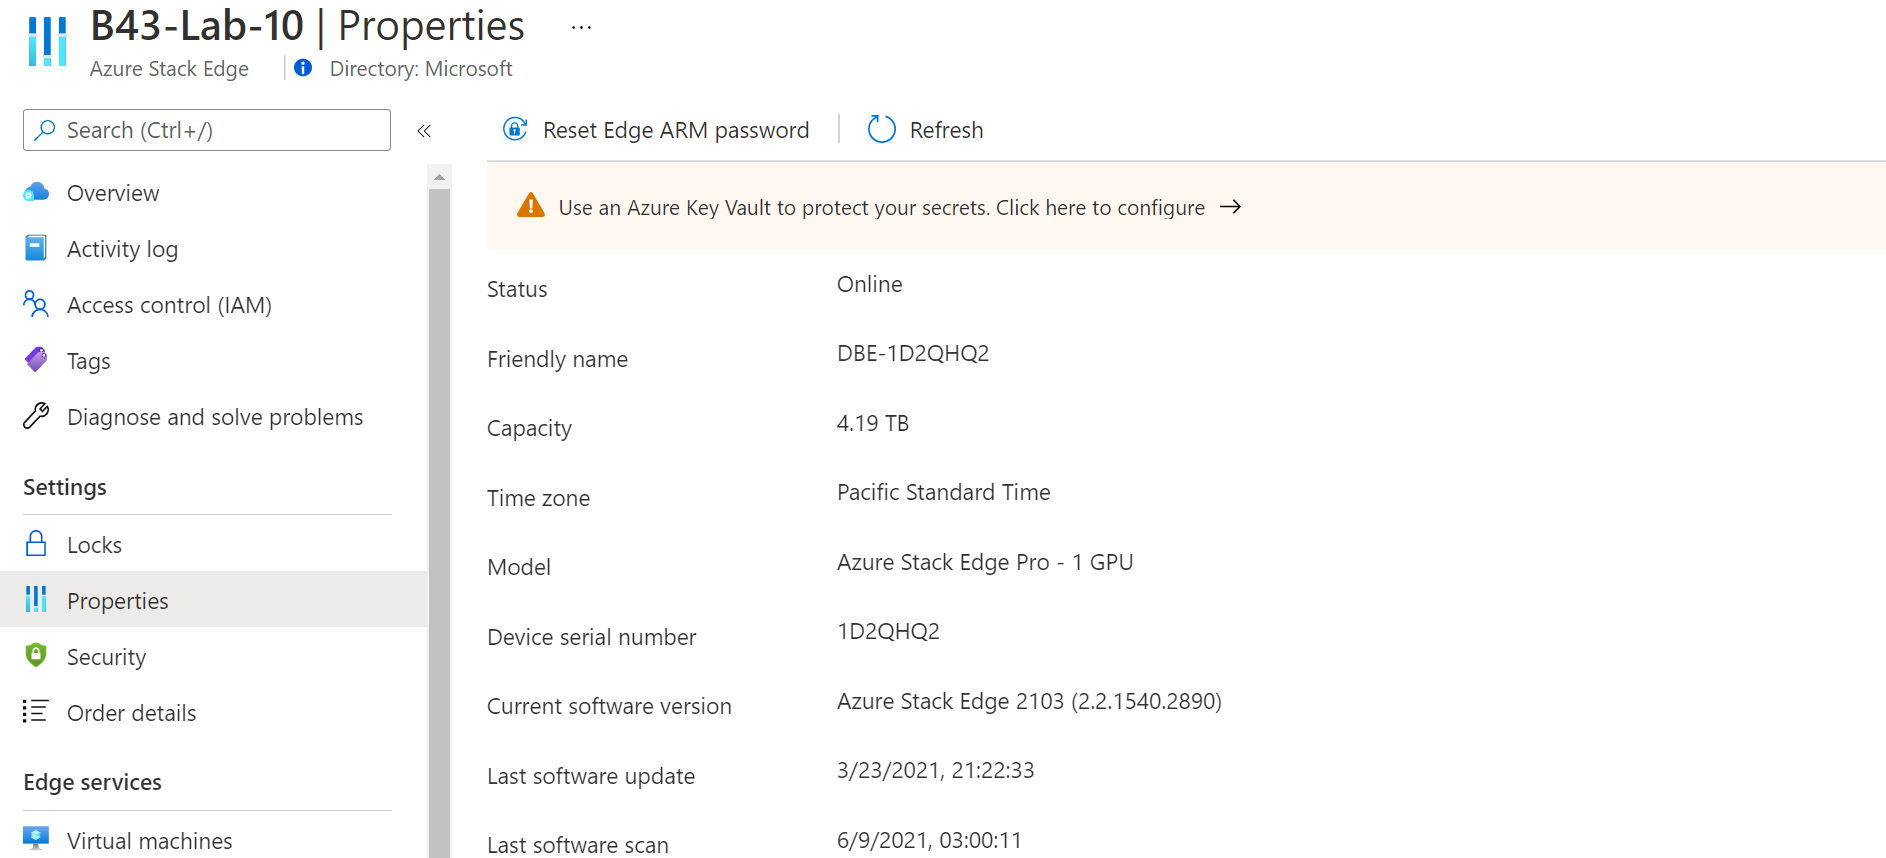 B43-Lab-10 | Properties ...
Azure Stack Edge Directory: Microsoft
Search (Ctrl+/) «
Overview
Activity log
Access control (IAM)
Tags
Diagnose and solve problems
Settings
Locks
Properties
Security
Order details
Edge services
Virtual machines
Reset Edge ARM password Refresh
Use an Azure Key Vault to protect your secrets. Click here to configure →
Status Online
Friendly name DBE-1D2QHQ2
Capacity 4.19 TB
Time zone Pacific Standard Time
Model Azure Stack Edge Pro - 1 GPU
Device serial number 1D2QHQ2
Current software version Azure Stack Edge 2103 (2.2.1540.2890)
Last software update 3/23/2021, 21:22:33
Last software scan 6/9/2021, 03:00:11